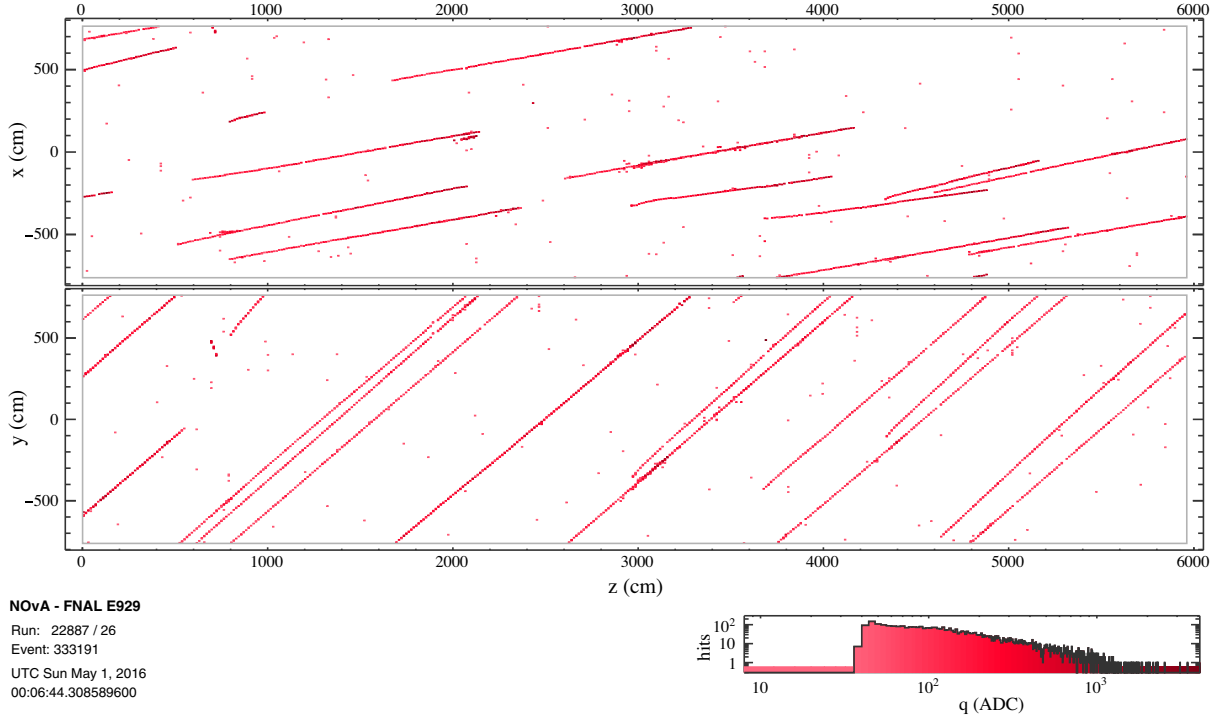 0 1000 2000 3000 4000 5000 6000
500
0
−500
x (cm)
500
0
−500
y (cm)
0 1000 2000 3000 4000 5000 6000
z (cm)
NOvA - FNAL E929
Run: 22887 / 26
Event: 333191
UTC Sun May 1, 2016
00:06:44.308589600
hits
10²
10
1
10 10² 10³
q (ADC)